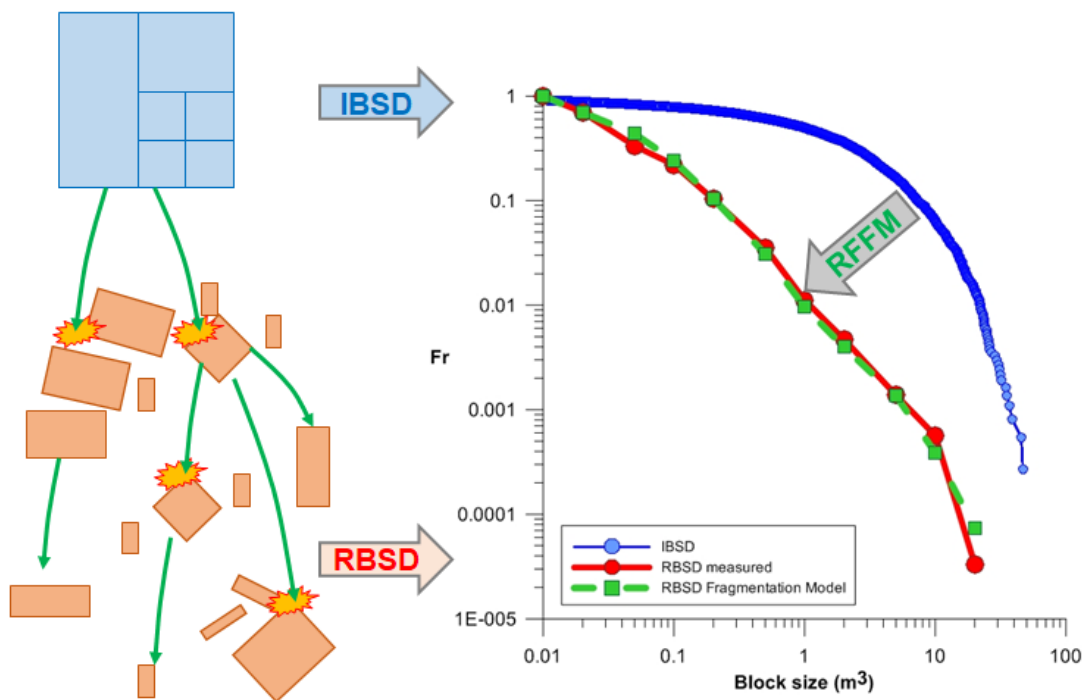 IBSD
RBSD
RFFM
Fr
1
0.1
0.01
0.001
0.0001
1E-005
IBSD
RBSD measured
RBSD Fragmentation Model
0.01
0.1
1
10
100
Block size (m³)